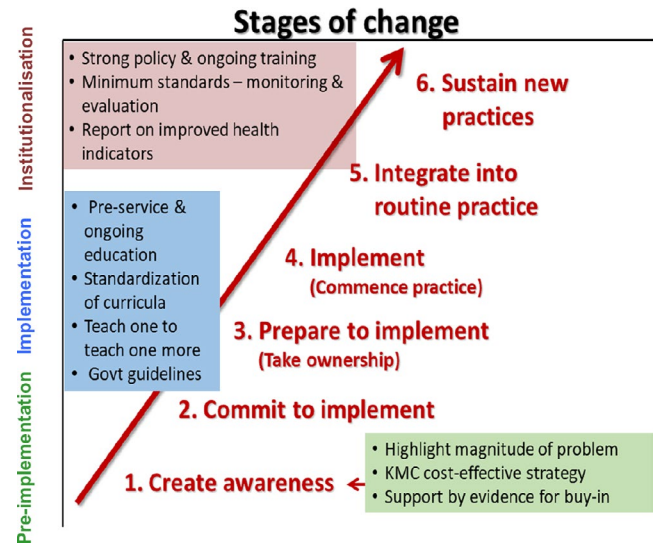 Stages of change
Institutionalisation
• Strong policy & ongoing training
• Minimum standards – monitoring &
evaluation
• Report on improved health
indicators
6. Sustain new
practices
5. Integrate into
routine practice
Implementation
• Pre-service &
ongoing
education
• Standardization
of curricula
• Teach one to
teach one more
• Govt guidelines
4. Implement
(Commence practice)
3. Prepare to implement
(Take ownership)
Pre-implementation
2. Commit to implement
1. Create awareness
• Highlight magnitude of problem
• KMC cost-effective strategy
• Support by evidence for buy-in